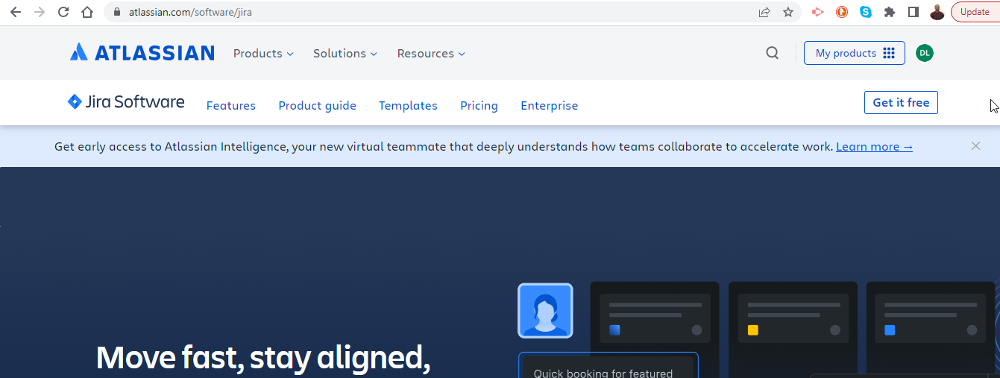 atlassian.com/software/jira
Update
ATLASSIAN Products Solutions Resources My products DL
Jira Software Features Product guide Templates Pricing Enterprise Get it free
Get early access to Atlassian Intelligence, your new virtual teammate that deeply understands how teams collaborate to accelerate work. Learn more →
Move fast, stay aligned,
Quick booking for featured